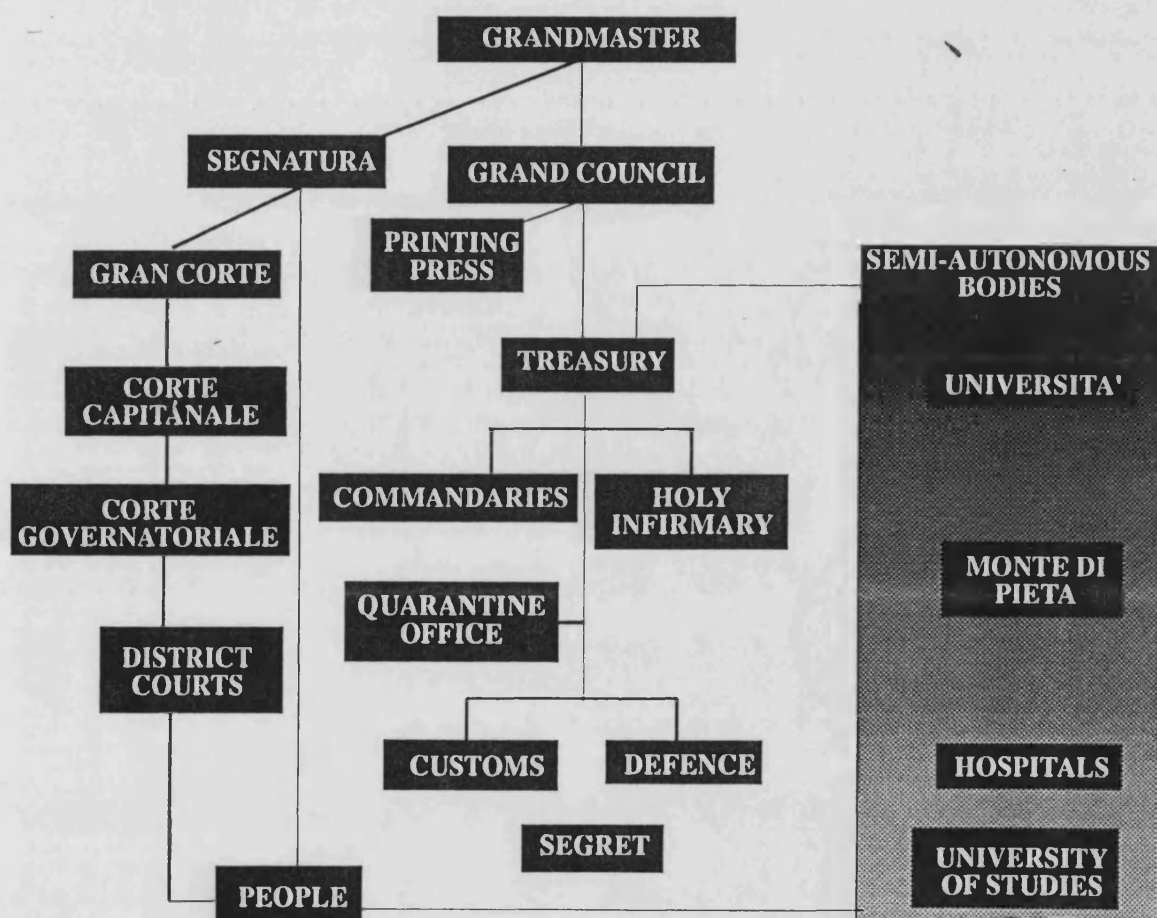 GRANDMASTER
SEGNATURA
GRAND COUNCIL
PRINTING
PRESS
GRAN CORTE
SEMI-AUTONOMOUS
BODIES
TREASURY
UNIVERSITA'
CORTE
CAPITÁNALE
COMMANDARIES
HOLY
INFIRMARY
CORTE
GOVERNATORIALE
MONTE DI
PIETA
QUARANTINE
OFFICE
DISTRICT
COURTS
CUSTOMS
DEFENCE
HOSPITALS
SEGRET
UNIVERSITY
OF STUDIES
PEOPLE